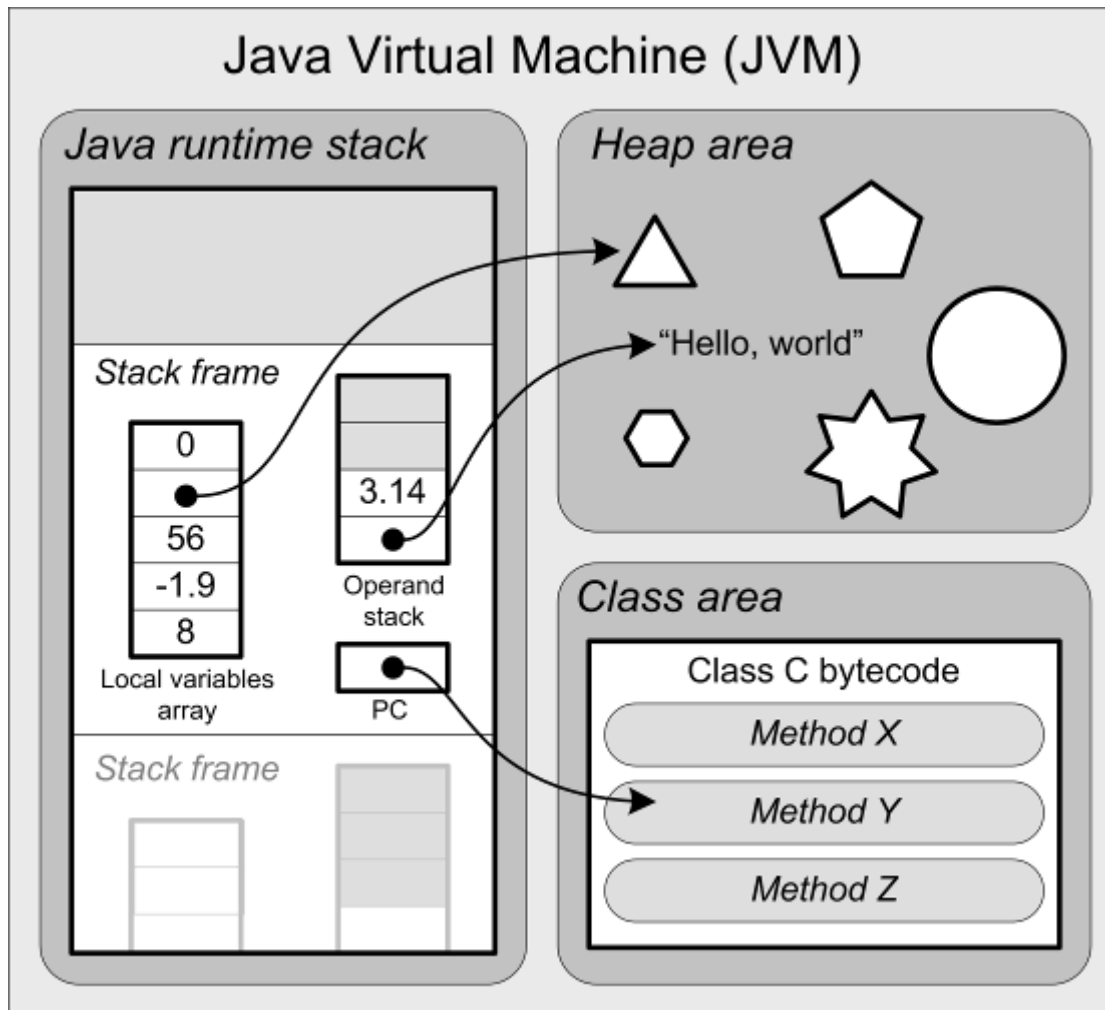 Java Virtual Machine (JVM)
Java runtime stack
Stack frame
0
56
-1.9
8
Local variables
array
3.14
Operand
stack
PC
Stack frame
Heap area
“Hello, world”
Class area
Class C bytecode
Method X
Method Y
Method Z